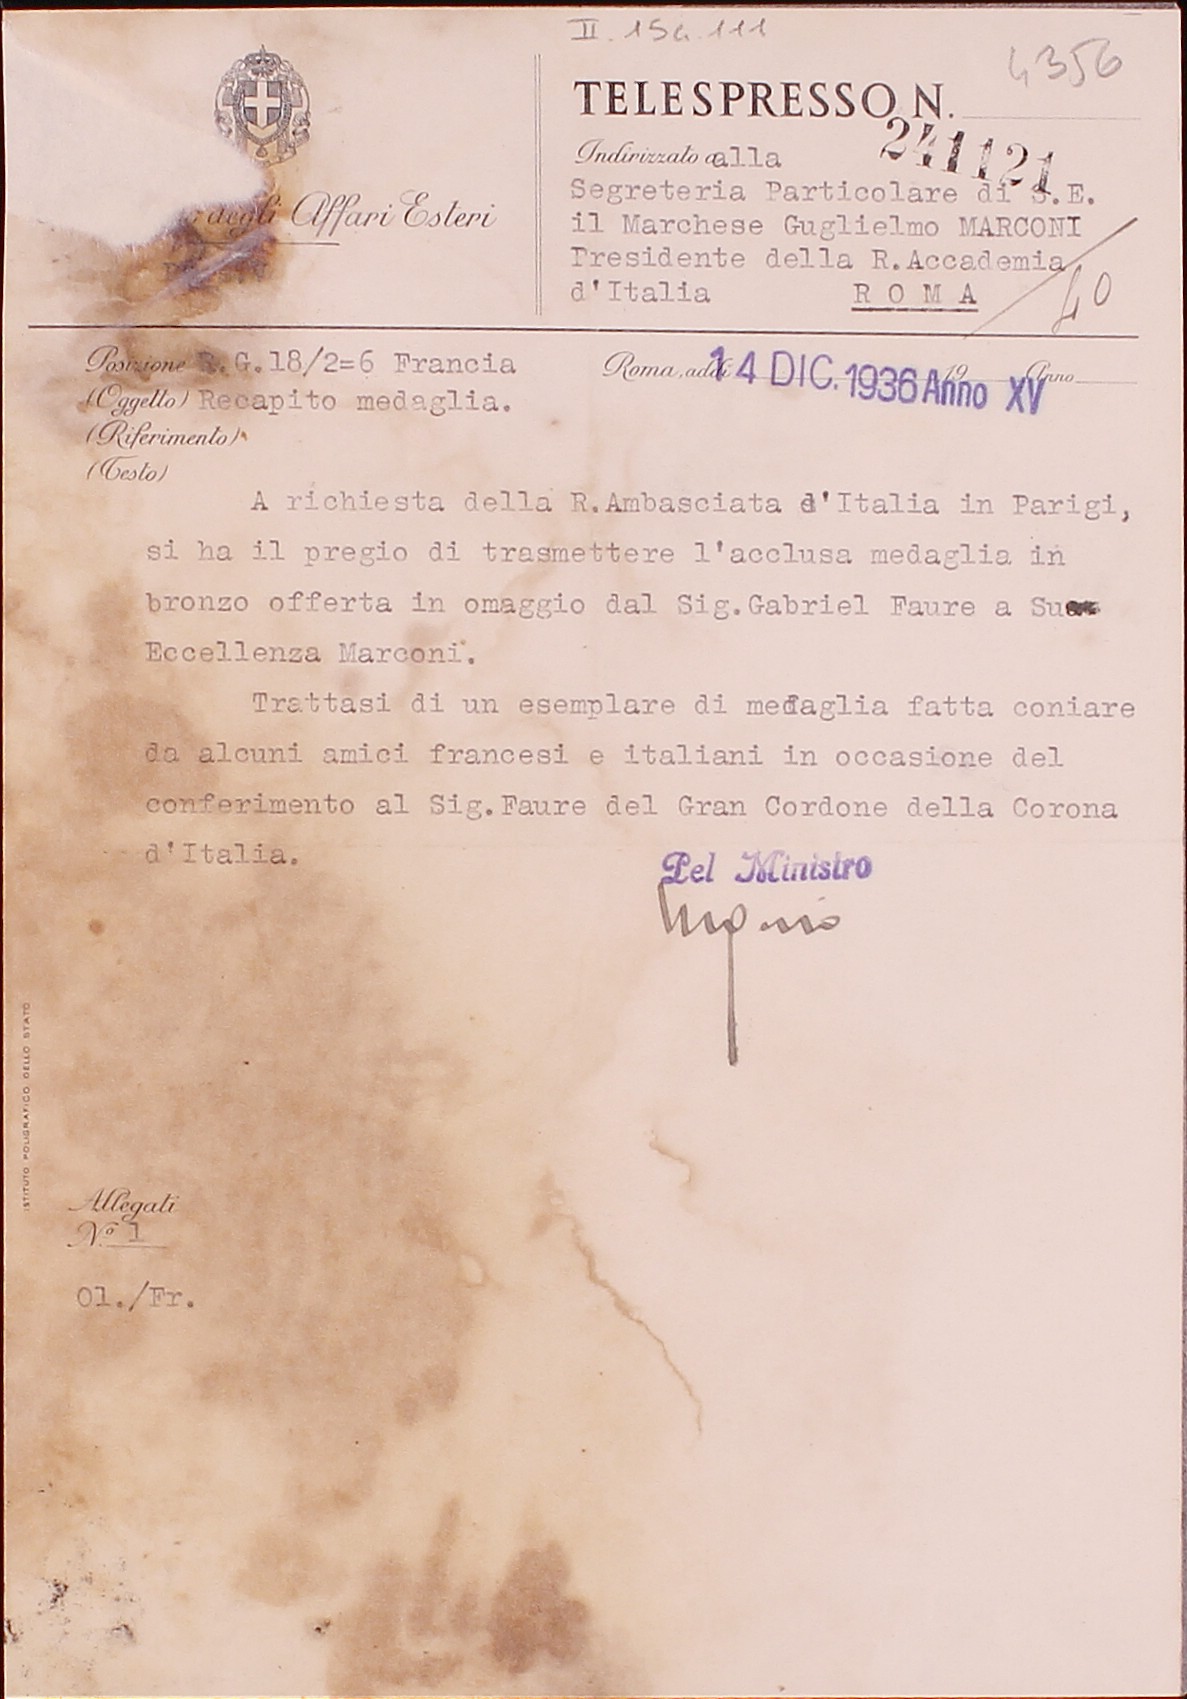 II. 15a. 111
4356
TELESPRESSO N.
241121
Indirizzato a alla
Segreteria Particolare di S.E.
il Marchese Guglielmo MARCONI
Presidente della R.Accademia
d'Italia R O M A
40
degli Affari Esteri
Posizione R.G.18/2=6 Francia
Roma, addì 14 DIC. 1936 Anno XV 19 Anno
(Oggetto) Recapito medaglia.
(Riferimento)
(Testo)
A richiesta della R.Ambasciata d'Italia in Parigi,
si ha il pregio di trasmettere l'acclusa medaglia in
bronzo offerta in omaggio dal Sig.Gabriel Faure a Sua
Eccellenza Marconi.
Trattasi di un esemplare di medaglia fatta coniare
da alcuni amici francesi e italiani in occasione del
conferimento al Sig.Faure del Gran Cordone della Corona
d'Italia.
Pel Ministro
ISTITUTO POLIGRAFICO DELLO STATO
Allegati
N° 1
Ol./Fr.